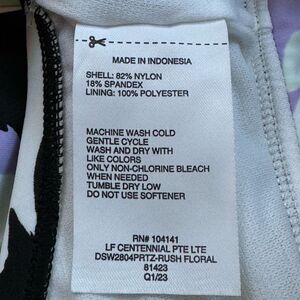 MADE IN INDONESIA
SHELL: 82% NYLON
18% SPANDEX
LINING: 100% POLYESTER
MACHINE WASH COLD
GENTLE CYCLE
WASH AND DRY WITH
LIKE COLORS
ONLY NON-CHLORINE BLEACH
WHEN NEEDED
TUMBLE DRY LOW
DO NOT USE SOFTENER
RN# 104141
LF CENTENNIAL PTE LTE
DSW2804PRTZ-RUSH FLORAL
81423
Q1/23